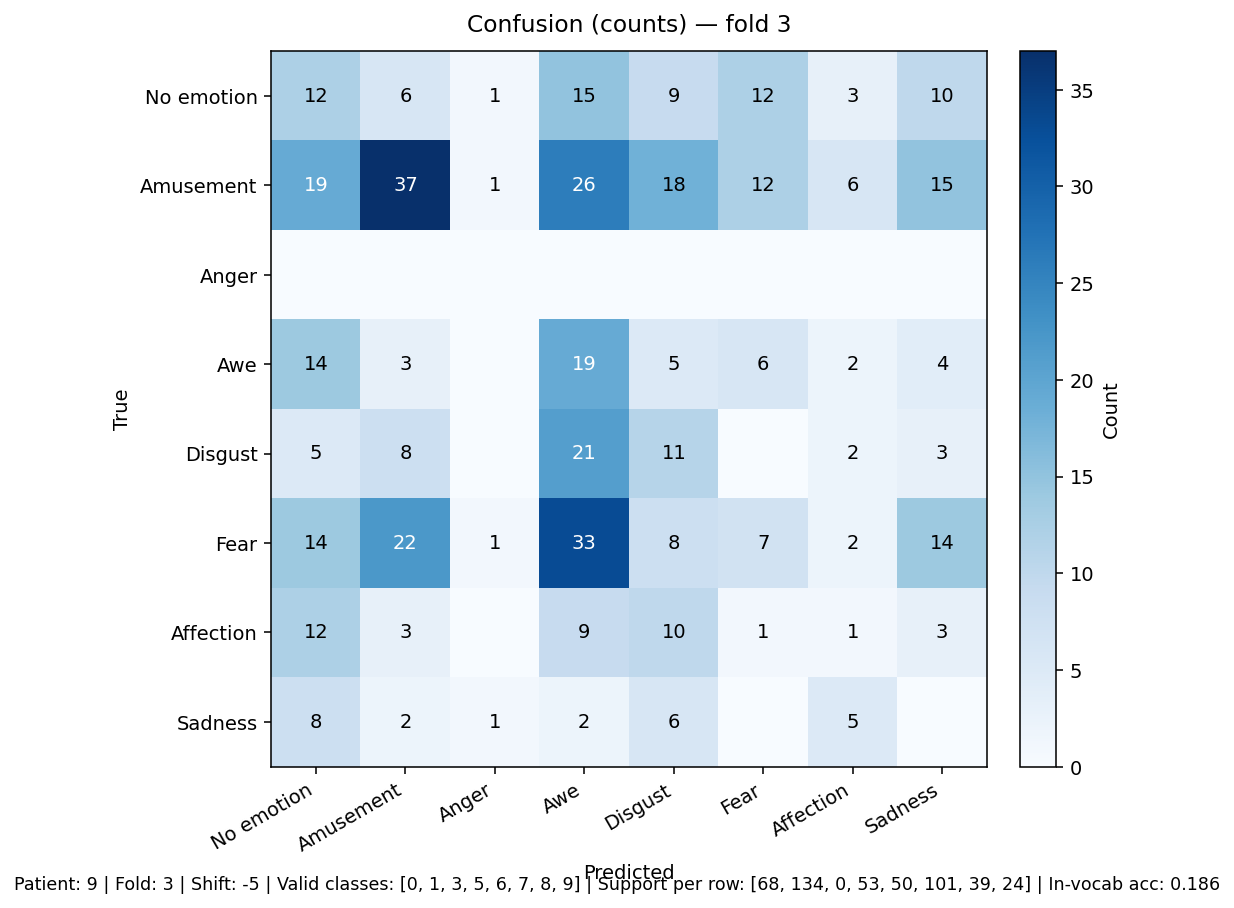 Confusion (counts) — fold 3
No emotion 12 6 1 15 9 12 3 10 35
Amusement 19 37 1 26 18 12 6 15 30
Anger 25
Awe 14 3 19 5 6 2 4 20
Disgust 5 8 21 11 2 3 15
Fear 14 22 1 33 8 7 2 14 10
Affection 12 3 9 10 1 1 3 5
Sadness 8 2 1 2 6 5 0
True
Count
No emotion Amusement Anger Awe Disgust Fear Affection Sadness
Predicted
Patient: 9 | Fold: 3 | Shift: -5 | Valid classes: [0, 1, 3, 5, 6, 7, 8, 9] | Support per row: [68, 134, 0, 53, 50, 101, 39, 24] | In-vocab acc: 0.186